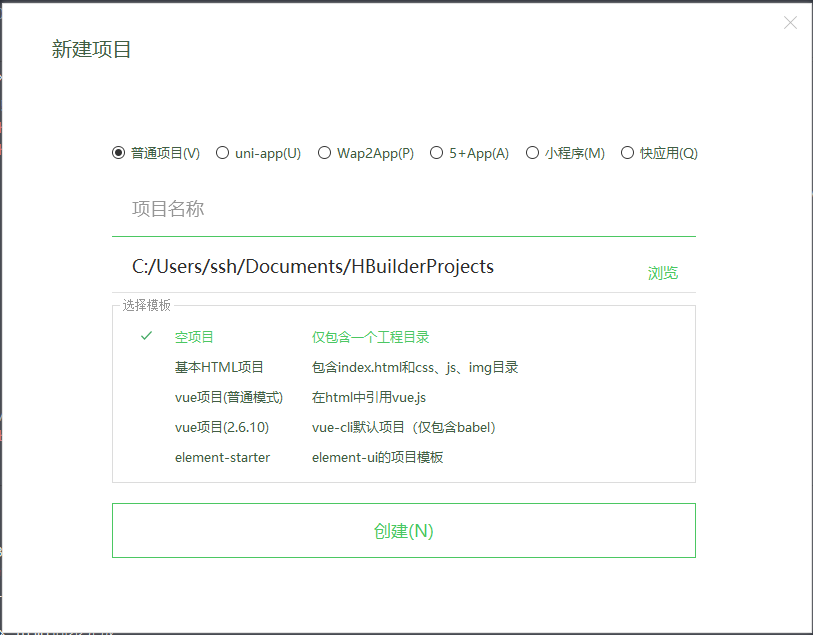 新建项目
普通项目(V) uni-app(U) Wap2App(P) 5+App(A) 小程序(M) 快应用(Q)
项目名称
C:/Users/ssh/Documents/HBuilderProjects 浏览
选择模板
空项目 仅包含一个工程目录
基本HTML项目 包含index.html和css、js、img目录
vue项目(普通模式) 在html中引用vue.js
vue项目(2.6.10) vue-cli默认项目（仅包含babel）
element-starter element-ui的项目模板
创建(N)